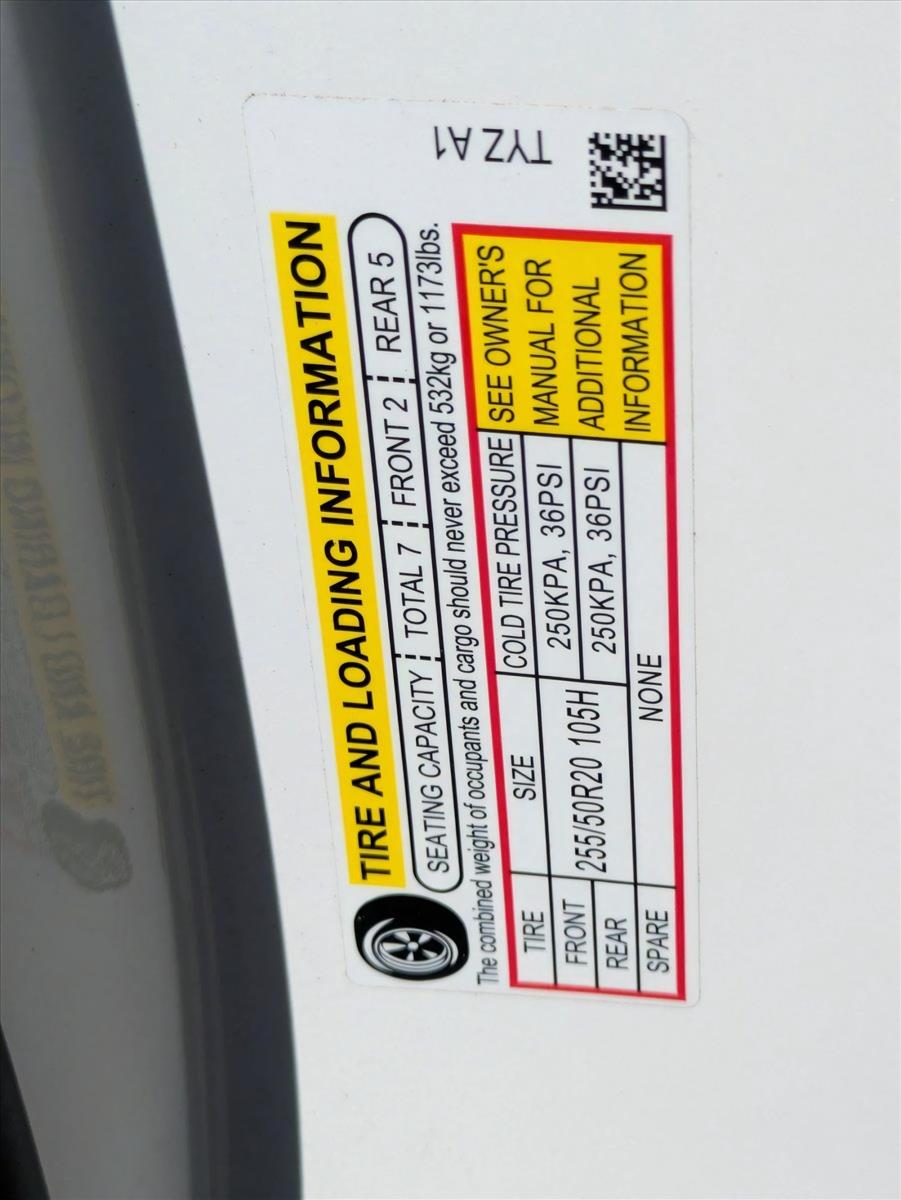 TIRE AND LOADING INFORMATION
SEATING CAPACITY TOTAL 7 FRONT 2 REAR 5
The combined weight of occupants and cargo should never exceed 532kg or 1173lbs.
TIRE SIZE COLD TIRE PRESSURE
FRONT 255/50R20 105H 250KPA, 36PSI
REAR 250KPA, 36PSI
SPARE NONE
SEE OWNER'S
MANUAL FOR
ADDITIONAL
INFORMATION
TYZ A1